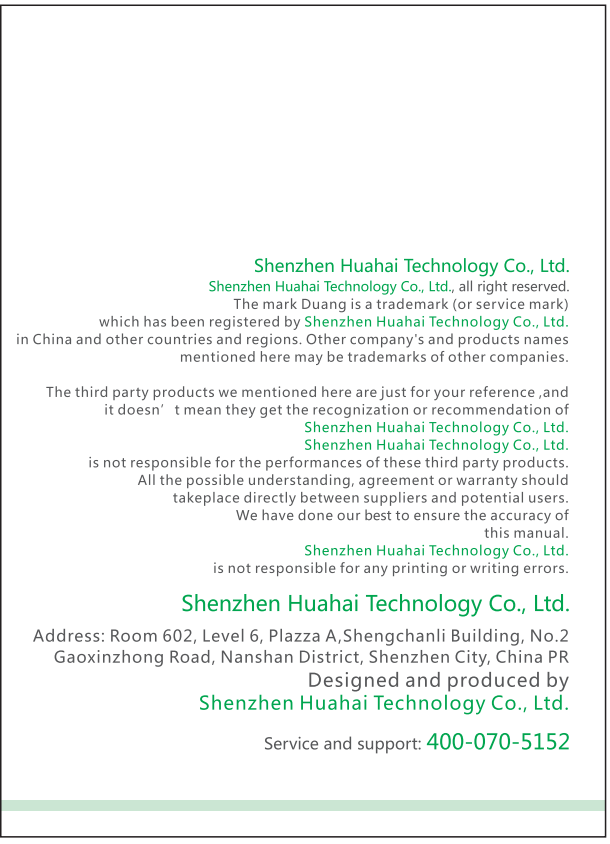 Shenzhen Huahai Technology Co., Ltd.
Shenzhen Huahai Technology Co., Ltd., all right reserved.
The mark Duang is a trademark (or service mark)
which has been registered by Shenzhen Huahai Technology Co., Ltd.
in China and other countries and regions. Other company's and products names
mentioned here may be trademarks of other companies.
The third party products we mentioned here are just for your reference ,and
it doesn’ t mean they get the recognization or recommendation of
Shenzhen Huahai Technology Co., Ltd.
Shenzhen Huahai Technology Co., Ltd.
is not responsible for the performances of these third party products.
All the possible understanding, agreement or warranty should
takeplace directly between suppliers and potential users.
We have done our best to ensure the accuracy of
this manual.
Shenzhen Huahai Technology Co., Ltd.
is not responsible for any printing or writing errors.
Shenzhen Huahai Technology Co., Ltd.
Address: Room 602, Level 6, Plazza A,Shengchanli Building, No.2
Gaoxinzhong Road, Nanshan District, Shenzhen City, China PR
Designed and produced by
Shenzhen Huahai Technology Co., Ltd.
Service and support: 400-070-5152